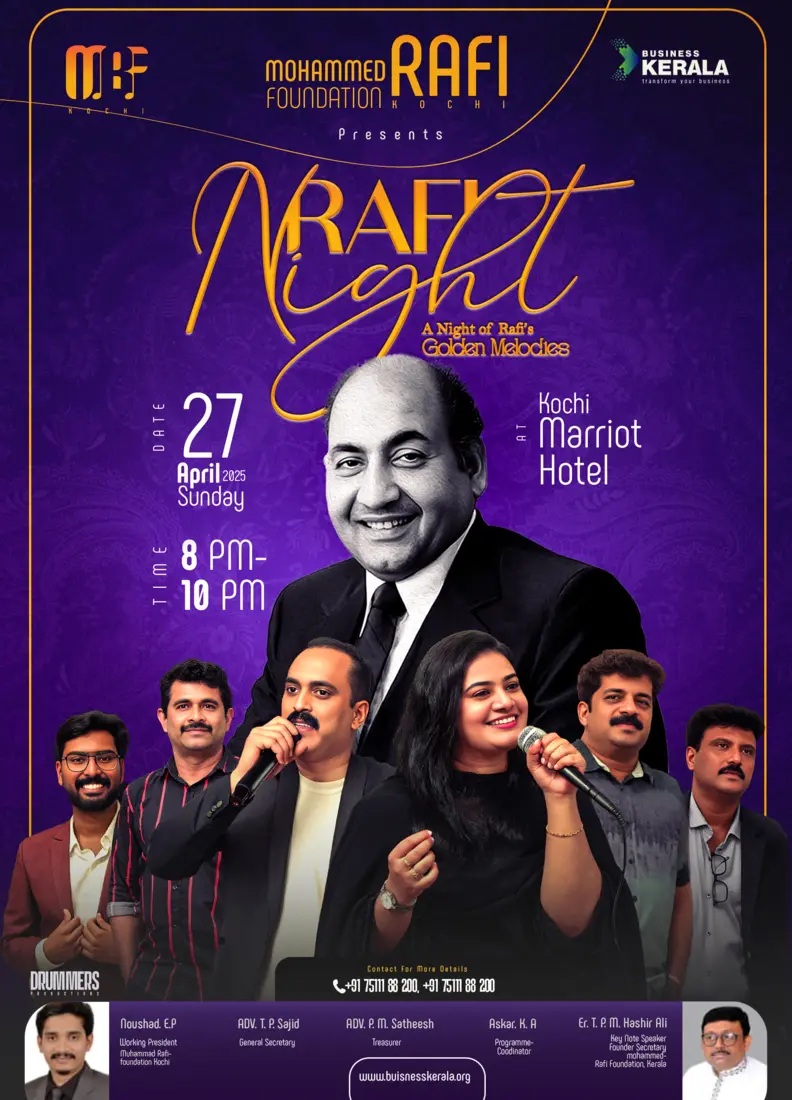 MBF
KOCHI
MOHAMMED RAFI
FOUNDATION KOCHI
BUSINESS
KERALA
transform your business
Presents
RAFI
Night
A Night of Rafi's
Golden Melodies
DATE
27
April 2025
Sunday
TIME
8 PM-
10 PM
AT
Kochi
Marriot
Hotel
DRUMMERS
PRODUCTIONS
Contact For More Details
+91 75111 88 200, +91 75111 88 200
Noushad. E.P
Working President
Muhammad Rafi-
foundation Kochi
ADV. T. P. Sajid
General Secretary
ADV. P. M. Satheesh
Treasurer
Askar. K. A
Programme-
Coodinator
Er. T. P. M. Hashir Ali
Key Note Speaker
Founder Secretary
mohammed-
Rafi Foundation, Kerala
www.buisnesskerala.org